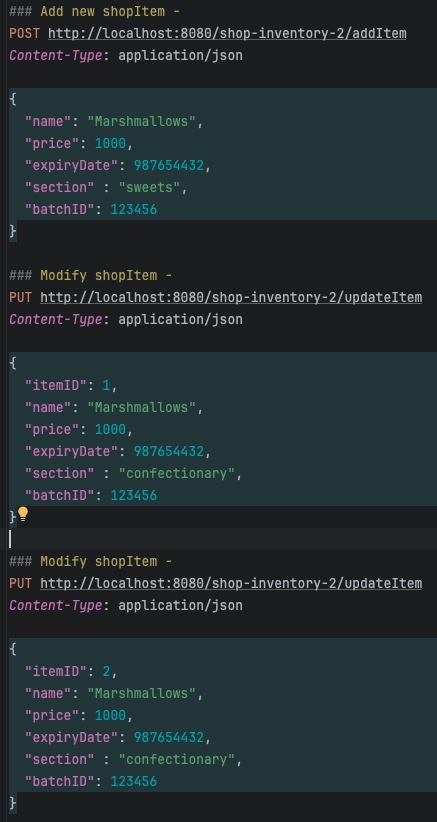 ### Add new shopItem -
POST http://localhost:8080/shop-inventory-2/addItem
Content-Type: application/json
{
"name": "Marshmallows",
"price": 1000,
"expiryDate": 987654432,
"section" : "sweets",
"batchID": 123456
}
### Modify shopItem -
PUT http://localhost:8080/shop-inventory-2/updateItem
Content-Type: application/json
{
"itemID": 1,
"name": "Marshmallows",
"price": 1000,
"expiryDate": 987654432,
"section" : "confectionary",
"batchID": 123456
}
### Modify shopItem -
PUT http://localhost:8080/shop-inventory-2/updateItem
Content-Type: application/json
{
"itemID": 2,
"name": "Marshmallows",
"price": 1000,
"expiryDate": 987654432,
"section" : "confectionary",
"batchID": 123456
}